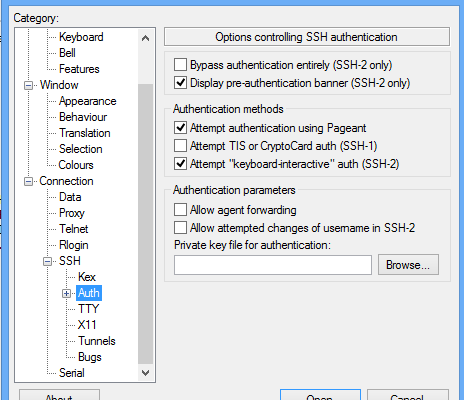 Category:
Keyboard
Bell
Features
Window
Appearance
Behaviour
Translation
Selection
Colours
Connection
Data
Proxy
Telnet
Rlogin
SSH
Kex
Auth
TTY
X11
Tunnels
Bugs
Serial
Options controlling SSH authentication
Bypass authentication entirely (SSH-2 only)
Display pre-authentication banner (SSH-2 only)
Authentication methods
Attempt authentication using Pageant
Attempt TIS or CryptoCard auth (SSH-1)
Attempt "keyboard-interactive" auth (SSH-2)
Authentication parameters
Allow agent forwarding
Allow attempted changes of username in SSH-2
Private key file for authentication:
Browse...
About
Open
Cancel